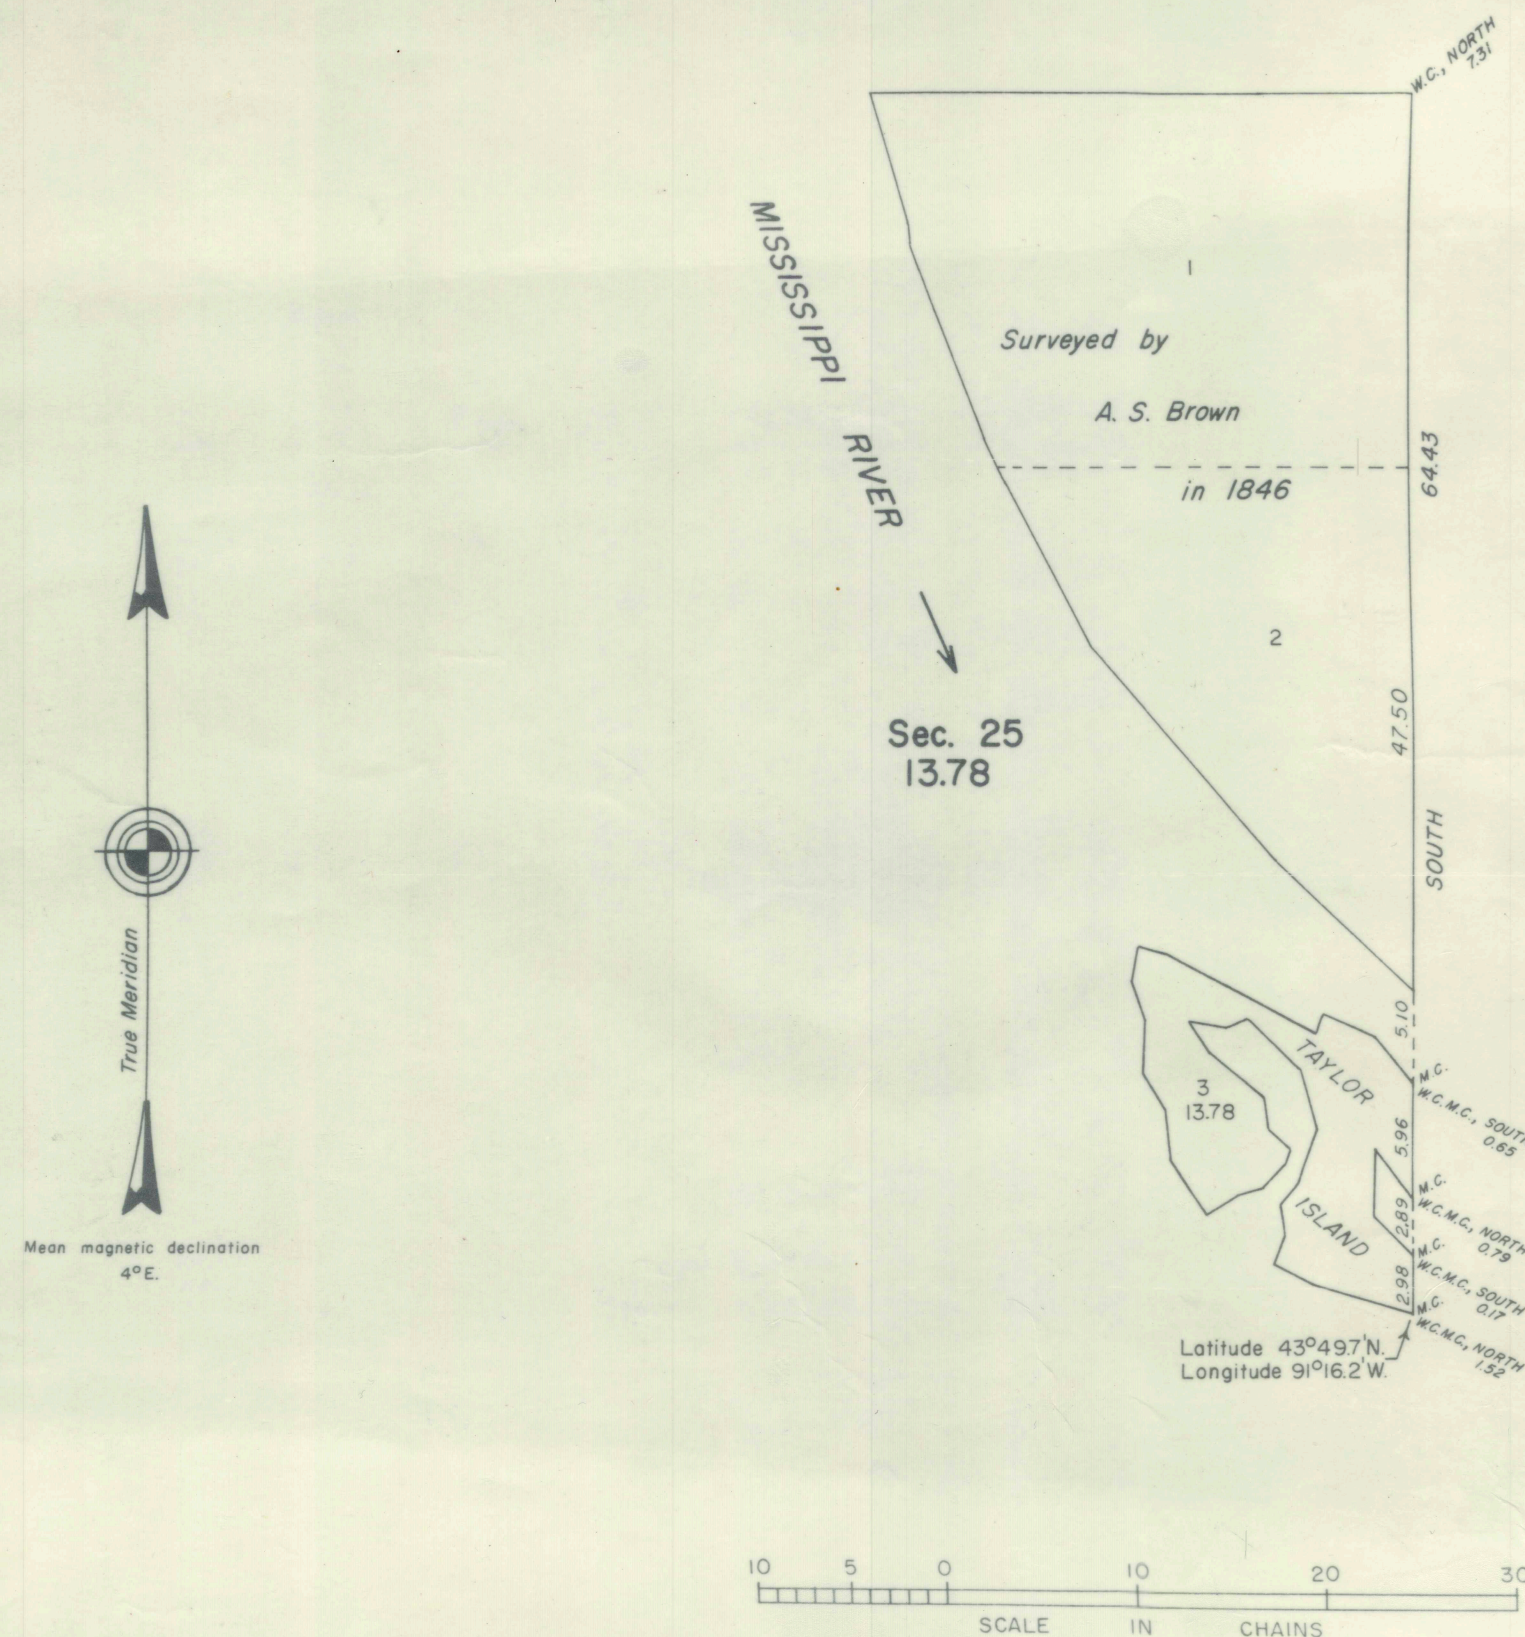 W.C., NORTH
7.31
MISSISSIPPI
RIVER
1
Surveyed by
A. S. Brown
in 1846
64.43
2
47.50
SOUTH
Sec. 25
13.78
True Meridian
Mean magnetic declination
4° E.
5.10
TAYLOR
M.C.
W.C.M.C., SOUTH
0.65
3
13.78
5.96
M.C.
W.C.M.C., NORTH
0.79
2.89
ISLAND
M.C.
W.C.M.C., SOUTH
0.17
2.98
M.C.
W.C.M.C., NORTH
1.52
Latitude 43°49.7'N.
Longitude 91°16.2'W.
10 5 0 10 20 30
SCALE IN CHAINS